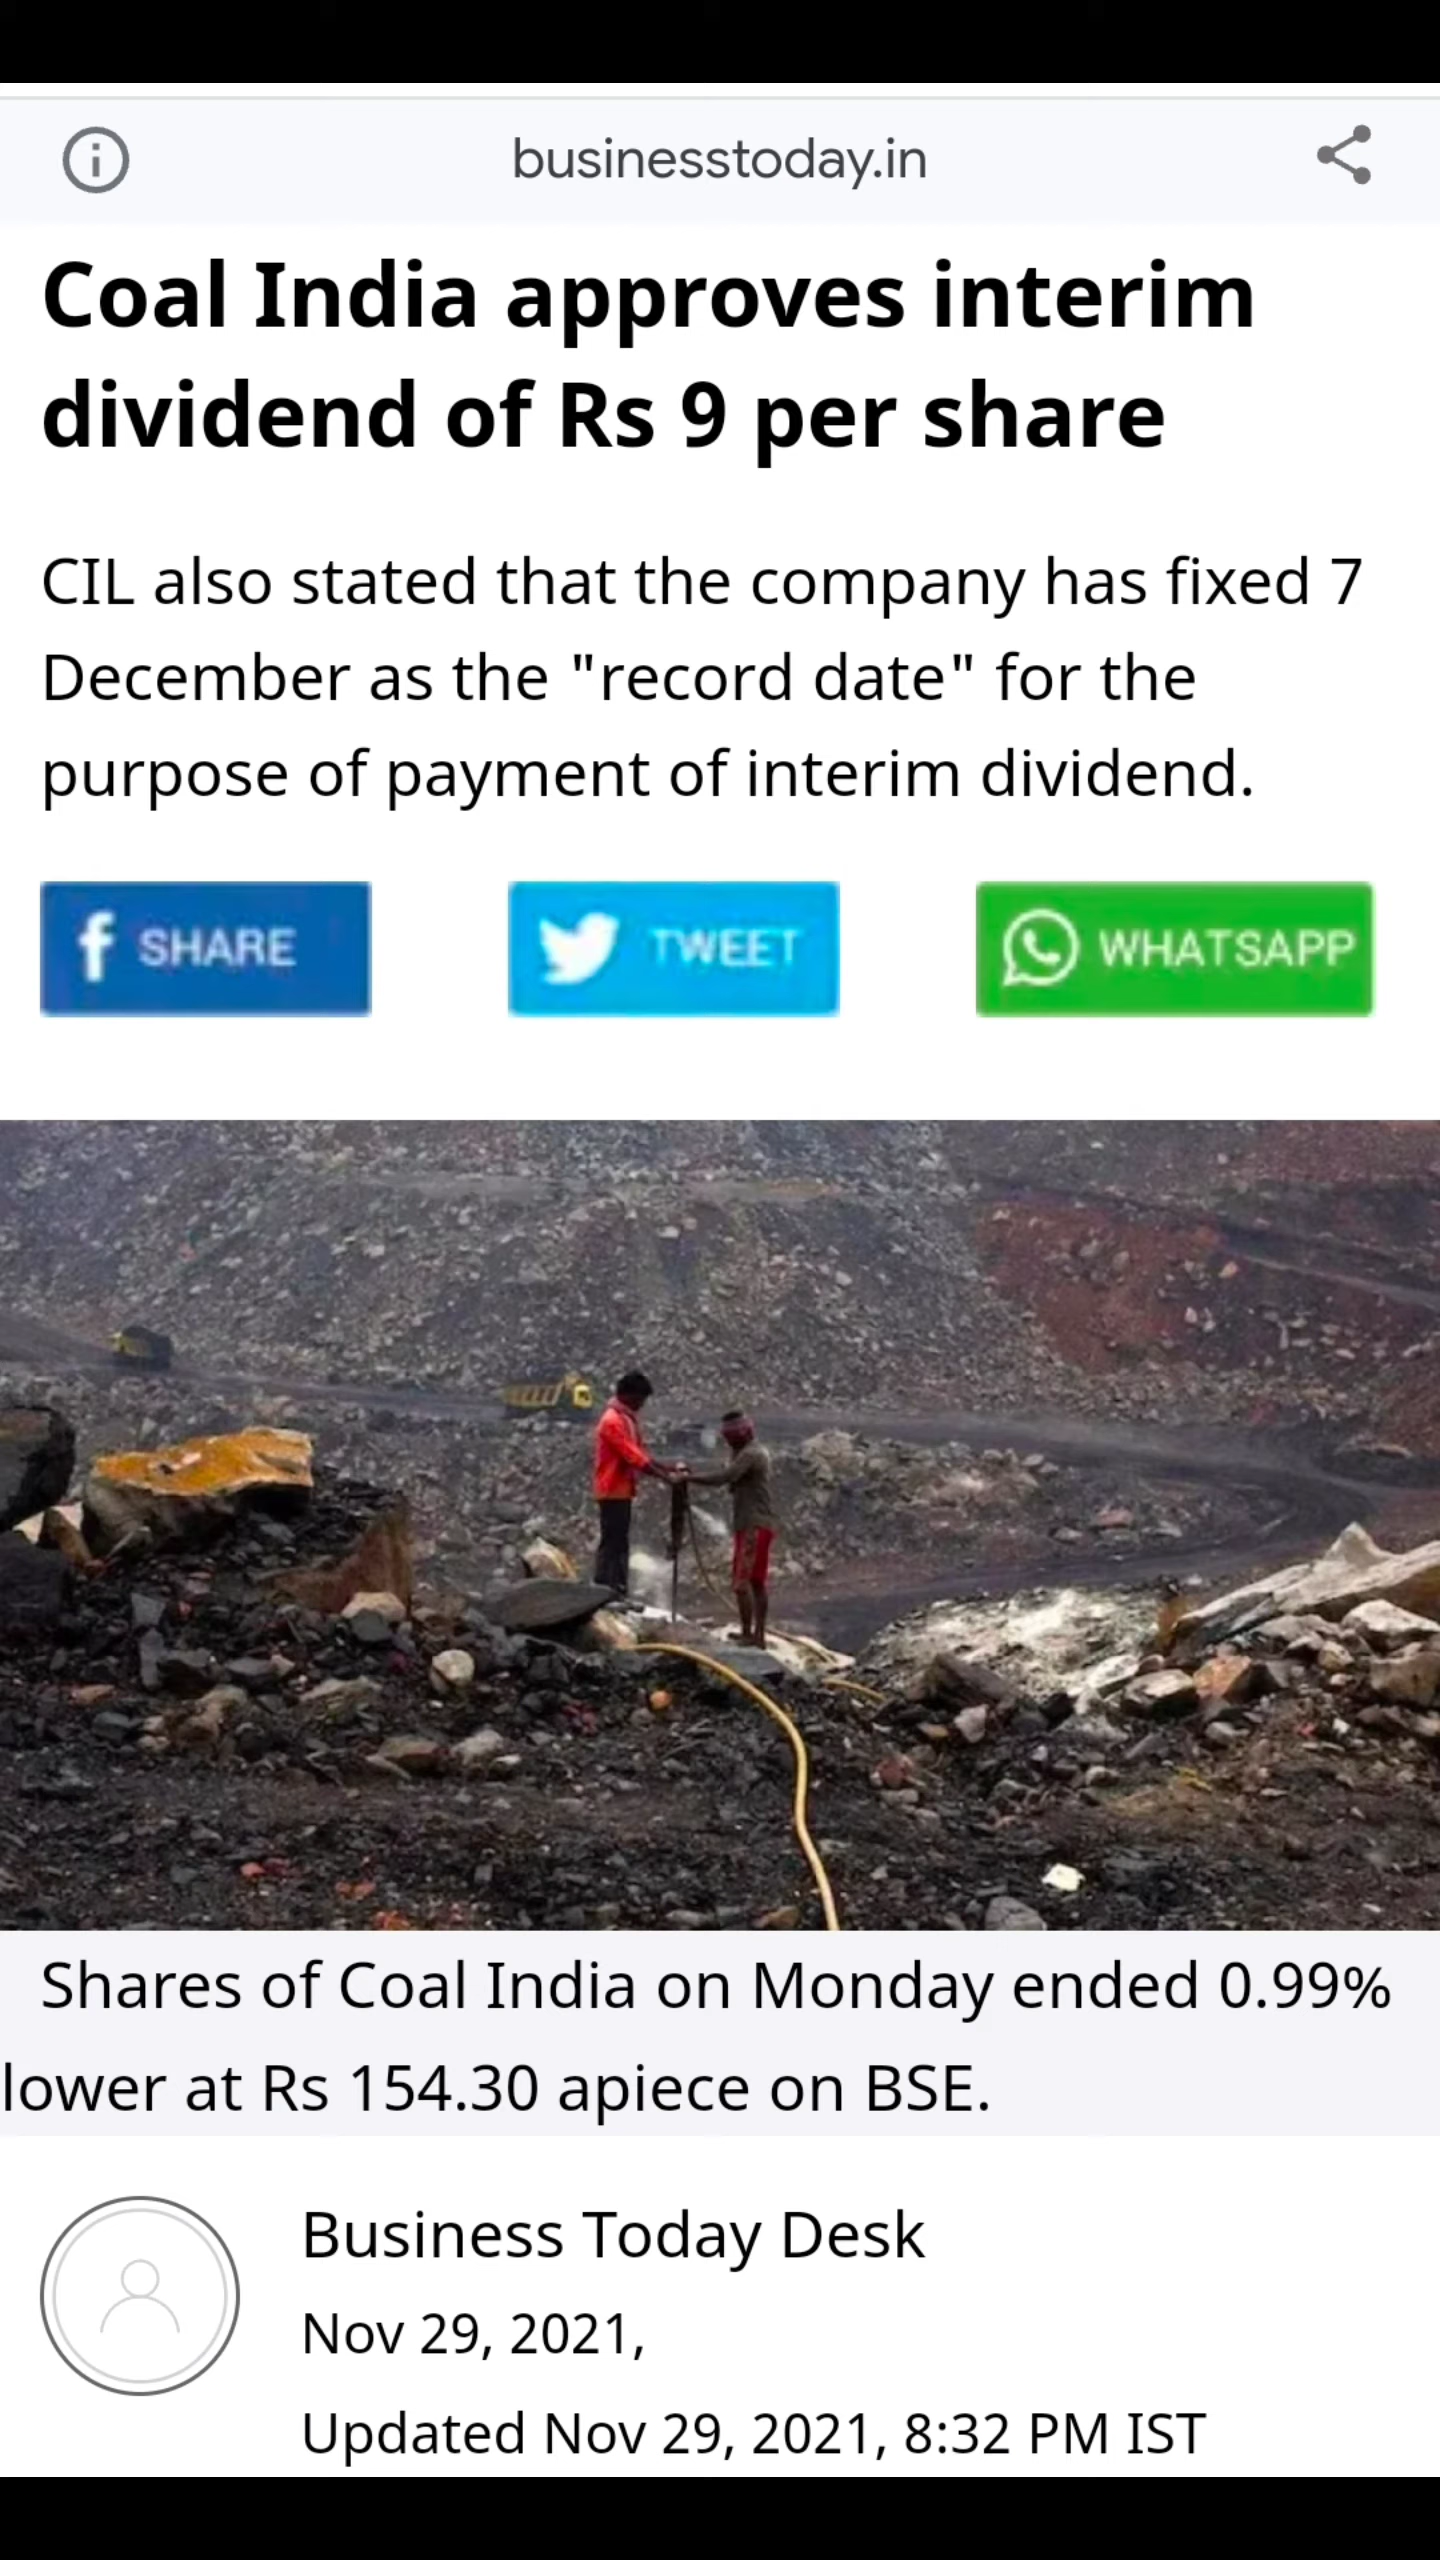 businesstoday.in
Coal India approves interim
dividend of Rs 9 per share
CIL also stated that the company has fixed 7
December as the "record date" for the
purpose of payment of interim dividend.
f SHARE
TWEET
WHATSAPP
Shares of Coal India on Monday ended 0.99%
lower at Rs 154.30 apiece on BSE.
Business Today Desk
Nov 29, 2021,
Updated Nov 29, 2021, 8:32 PM IST